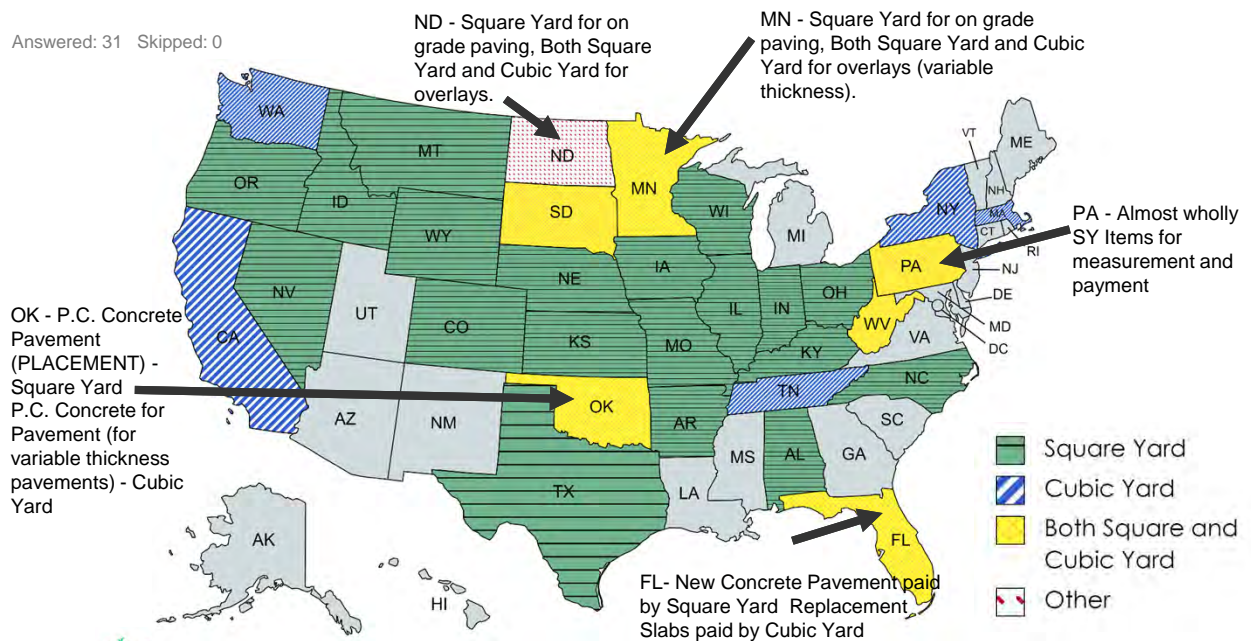 Answered: 31 Skipped: 0
ND - Square Yard for on
grade paving, Both Square
Yard and Cubic Yard for
overlays.
MN - Square Yard for on grade
paving, Both Square Yard and Cubic
Yard for overlays (variable
thickness).
WA
MT
ND
MN
OR
ID
WY
SD
WI
MI
NY
VT
NH
ME
MA
CT
RI
PA - Almost wholly
SY Items for
measurement and
payment
NV
UT
CO
NE
KS
IA
MO
IL
IN
OH
KY
WV
PA
NJ
DE
MD
DC
VA
NC
TN
CA
OK - P.C. Concrete
Pavement
(PLACEMENT) -
Square Yard
P.C. Concrete for
Pavement (for
variable thickness
pavements) - Cubic
Yard
AZ
NM
OK
TX
AR
LA
MS
AL
GA
SC
FL
AK
HI
FL- New Concrete Pavement paid
by Square Yard Replacement
Slabs paid by Cubic Yard
Square Yard
Cubic Yard
Both Square and
Cubic Yard
Other